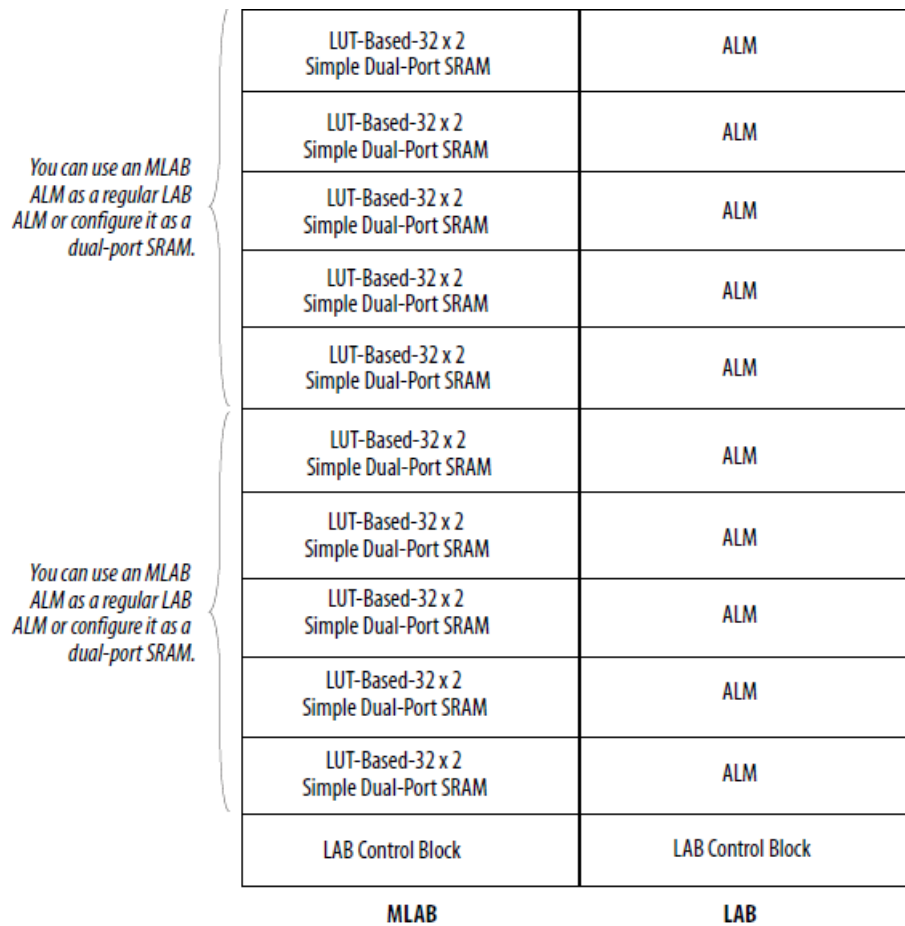 LUT-Based-32 x 2
Simple Dual-Port SRAM
ALM
LUT-Based-32 x 2
Simple Dual-Port SRAM
ALM
You can use an MLAB
ALM as a regular LAB
ALM or configure it as a
dual-port SRAM.
LUT-Based-32 x 2
Simple Dual-Port SRAM
ALM
LUT-Based-32 x 2
Simple Dual-Port SRAM
ALM
LUT-Based-32 x 2
Simple Dual-Port SRAM
ALM
LUT-Based-32 x 2
Simple Dual-Port SRAM
ALM
LUT-Based-32 x 2
Simple Dual-Port SRAM
ALM
You can use an MLAB
ALM as a regular LAB
ALM or configure it as a
dual-port SRAM.
LUT-Based-32 x 2
Simple Dual-Port SRAM
ALM
LUT-Based-32 x 2
Simple Dual-Port SRAM
ALM
LUT-Based-32 x 2
Simple Dual-Port SRAM
ALM
LAB Control Block
LAB Control Block
MLAB
LAB